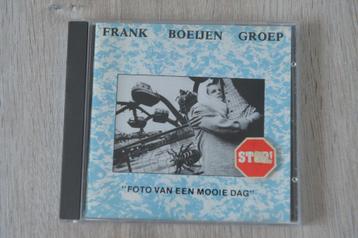 FRANK BOEIJEN GROEP
STOP!
"FOTO VAN EEN MOOIE DAG"